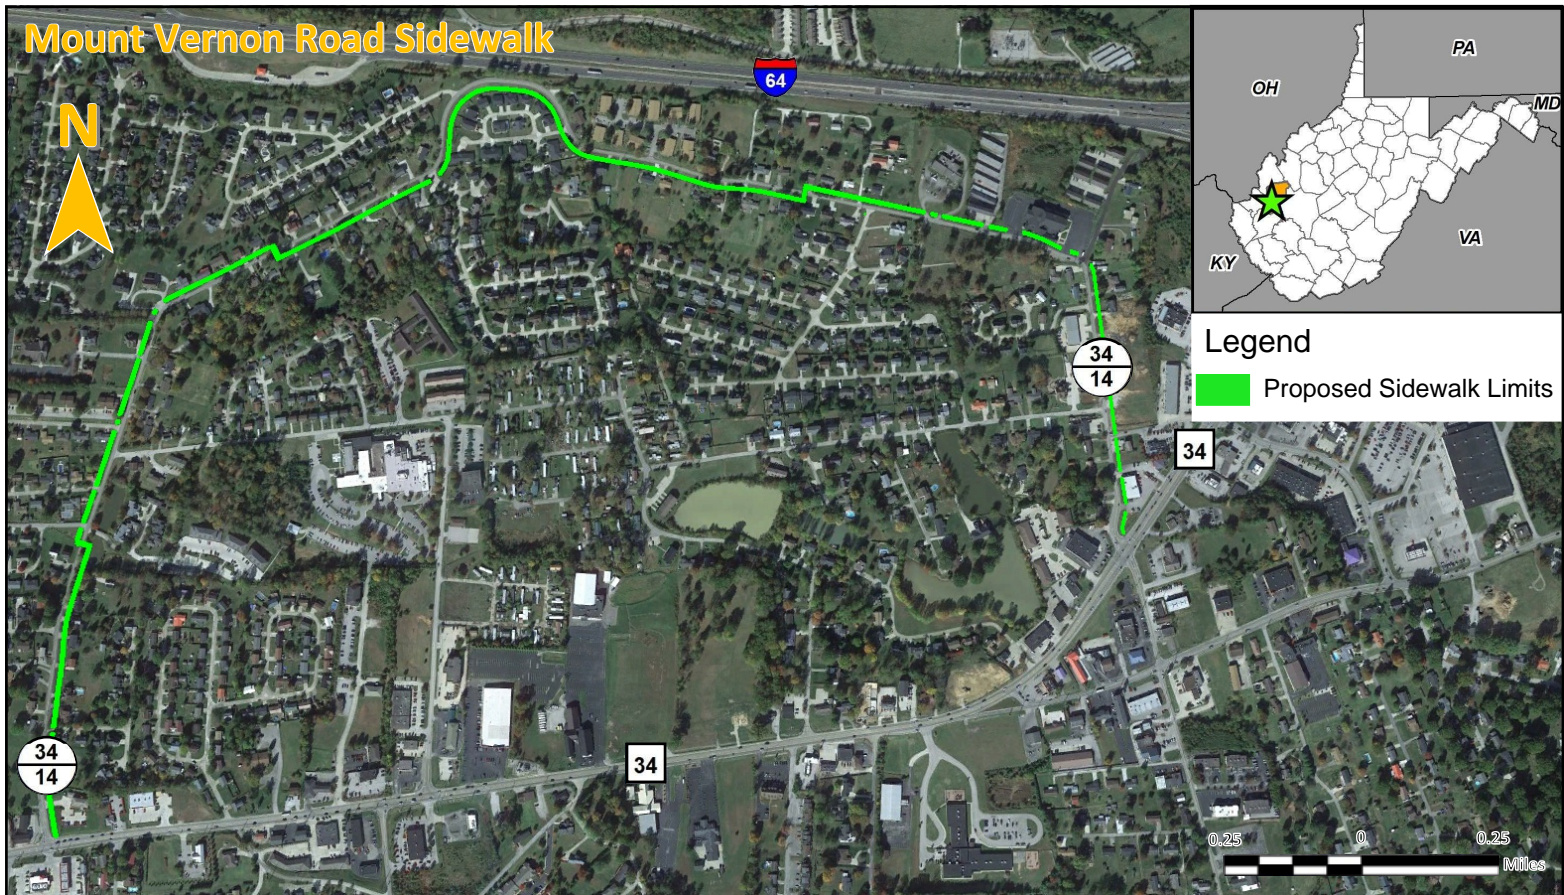 Mount Vernon Road Sidewalk
N
64
OH
PA
MD
VA
KY
Legend
Proposed Sidewalk Limits
34
14
34
34
14
34
0.25 0 0.25
Miles